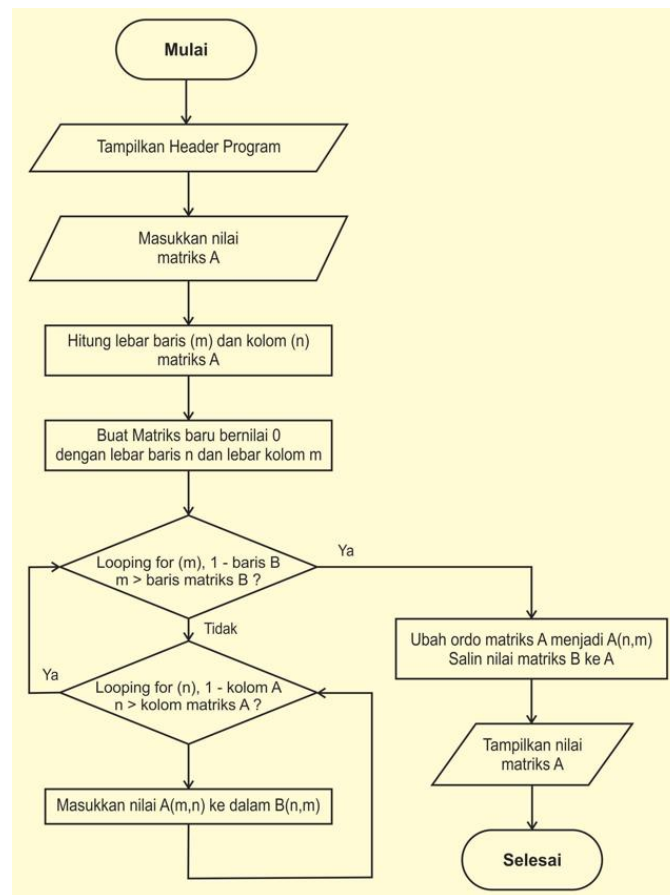 Mulai
Tampilkan Header Program
Masukkan nilai
matriks A
Hitung lebar baris (m) dan kolom (n)
matriks A
Buat Matriks baru bernilai 0
dengan lebar baris n dan lebar kolom m
Looping for (m), 1 - baris B
m > baris matriks B ?
Ya
Tidak
Ya
Looping for (n), 1 - kolom A
n > kolom matriks A ?
Masukkan nilai A(m,n) ke dalam B(n,m)
Ubah ordo matriks A menjadi A(n,m)
Salin nilai matriks B ke A
Tampilkan nilai
matriks A
Selesai